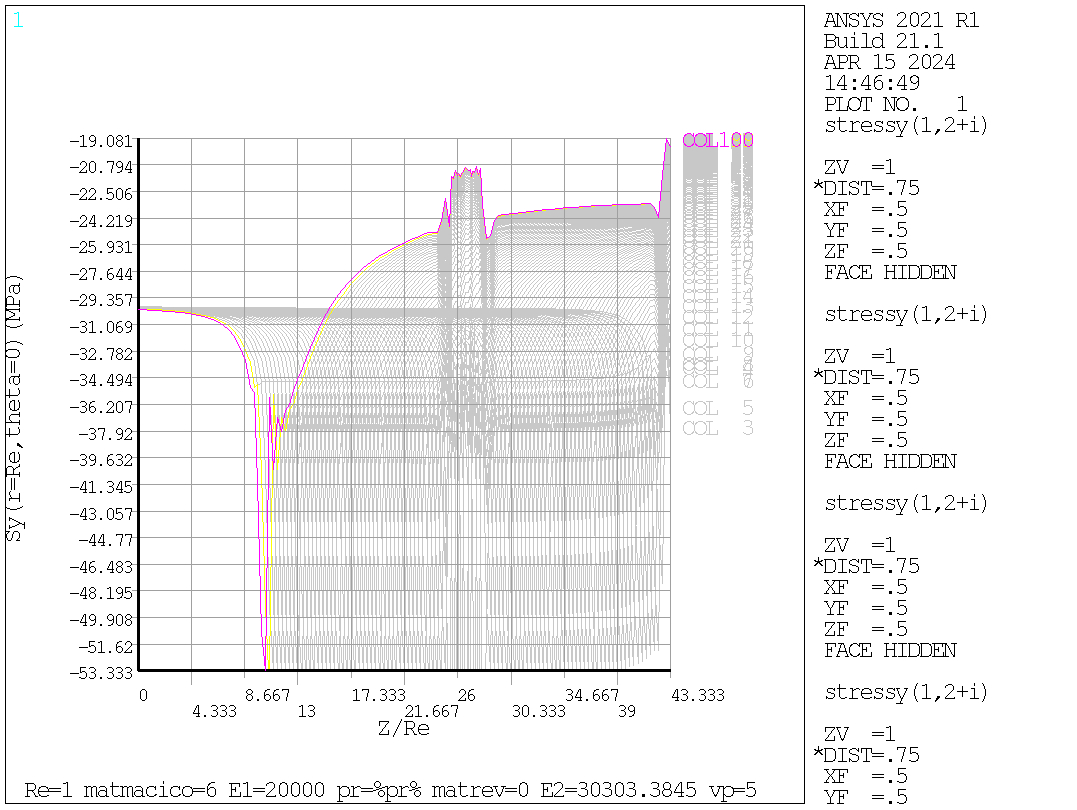 1
ANSYS 2021 R1
Build 21.1
APR 15 2024
14:46:49
PLOT NO. 1
stressy(1,2+i)
ZV =1
*DIST=.75
XF =.5
YF =.5
ZF =.5
FACE HIDDEN
stressy(1,2+i)
ZV =1
*DIST=.75
XF =.5
YF =.5
ZF =.5
FACE HIDDEN
stressy(1,2+i)
ZV =1
*DIST=.75
XF =.5
YF =.5
ZF =.5
FACE HIDDEN
stressy(1,2+i)
ZV =1
*DIST=.75
XF =.5
YF =.5
-19.081
-20.794
-22.506
-24.219
-25.931
-27.644
-29.357
-31.069
-32.782
-34.494
-36.207
-37.92
-39.632
-41.345
-43.057
-44.77
-46.483
-48.195
-49.908
-51.62
-53.333
Sy(r=Re,theta=0)(MPa)
COL100
COL 6
COL 5
COL 3
0 8.667 17.333 26 34.667 43.333
4.333 13 21.667 30.333 39
Z/Re
Re=1 matmacico=6 E1=20000 pr=%pr% matrev=0 E2=30303.3845 vp=5